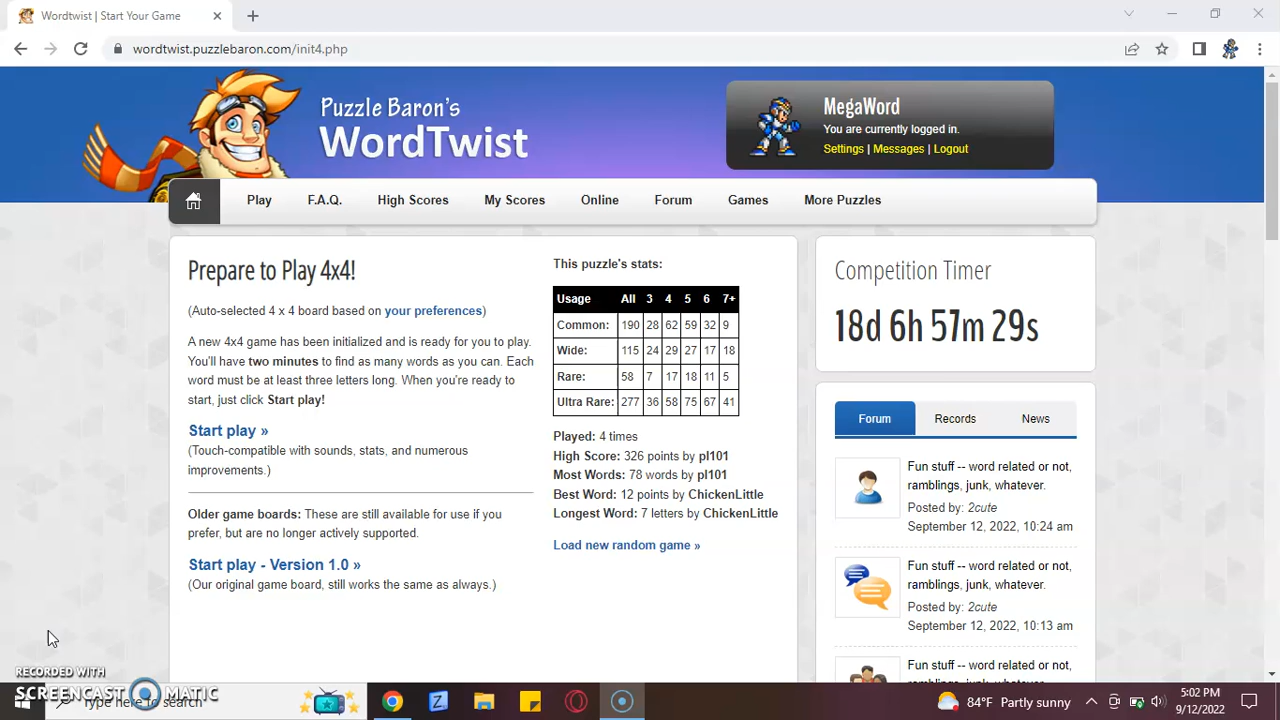 Wordtwist | Start Your Game
wordtwist.puzzlebaron.com/init4.php
Puzzle Baron's
WordTwist
MegaWord
You are currently logged in.
Settings | Messages | Logout
Play F.A.Q. High Scores My Scores Online Forum Games More Puzzles
Prepare to Play 4x4!
(Auto-selected 4 x 4 board based on your preferences)
A new 4x4 game has been initialized and is ready for you to play.
You'll have two minutes to find as many words as you can. Each
word must be at least three letters long. When you're ready to
start, just click Start play!
Start play »
(Touch-compatible with sounds, stats, and numerous
improvements.)
Older game boards: These are still available for use if you
prefer, but are no longer actively supported.
Start play - Version 1.0 »
(Our original game board, still works the same as always.)
This puzzle's stats:
Usage All 3 4 5 6 7+
Common: 190 28 62 59 32 9
Wide: 115 24 29 27 17 18
Rare: 58 7 17 18 11 5
Ultra Rare: 277 36 58 75 67 41
Played: 4 times
High Score: 326 points by pl101
Most Words: 78 words by pl101
Best Word: 12 points by ChickenLittle
Longest Word: 7 letters by ChickenLittle
Load new random game »
Competition Timer
18d 6h 57m 29s
Forum Records News
Fun stuff -- word related or not,
ramblings, junk, whatever.
Posted by: 2cute
September 12, 2022, 10:24 am
Fun stuff -- word related or not,
ramblings, junk, whatever.
Posted by: 2cute
September 12, 2022, 10:13 am
Fun stuff -- word related or not,
ramblings, junk, whatever.
RECORDED WITH
SCREENCAST MATIC
Type here to search
84°F Partly sunny
5:02 PM
9/12/2022